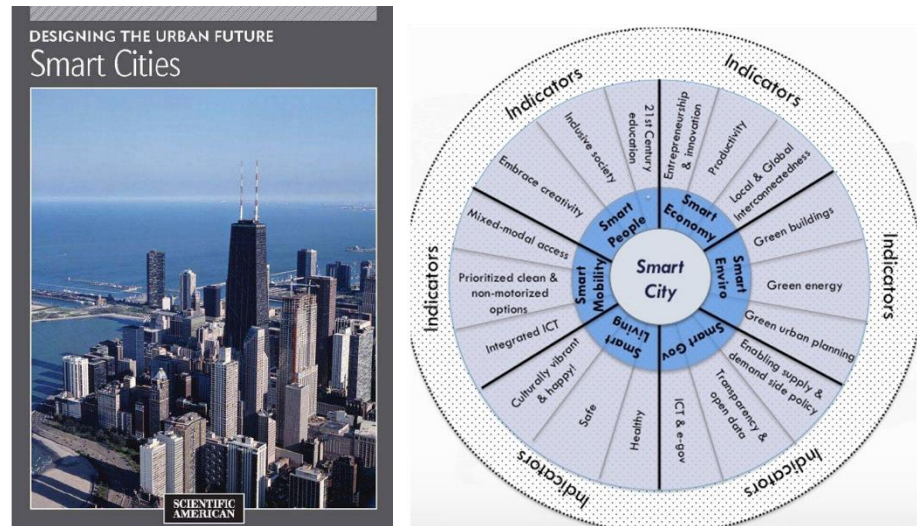 DESIGNING THE URBAN FUTURE
Smart Cities
SCIENTIFIC
AMERICAN
Indicators
Indicators
Indicators
Indicators
Indicators
Indicators
Smart
City
Smart
People
Embrace creativity
Inclusive society
21st Century
education
Smart
Economy
Entrepreneurship
& innovation
Productivity
Local & Global
Interconnectedness
Smart
Enviro
Green buildings
Green energy
Green urban planning
Smart Gov
Enabling supply &
demand side policy
Transparency &
open data
ICT & e-gov
Smart
Living
Healthy
Safe
Culturally vibrant
& happy!
Smart
Mobility
Integrated ICT
Prioritized clean &
non-motorized
options
Mixed-modal access